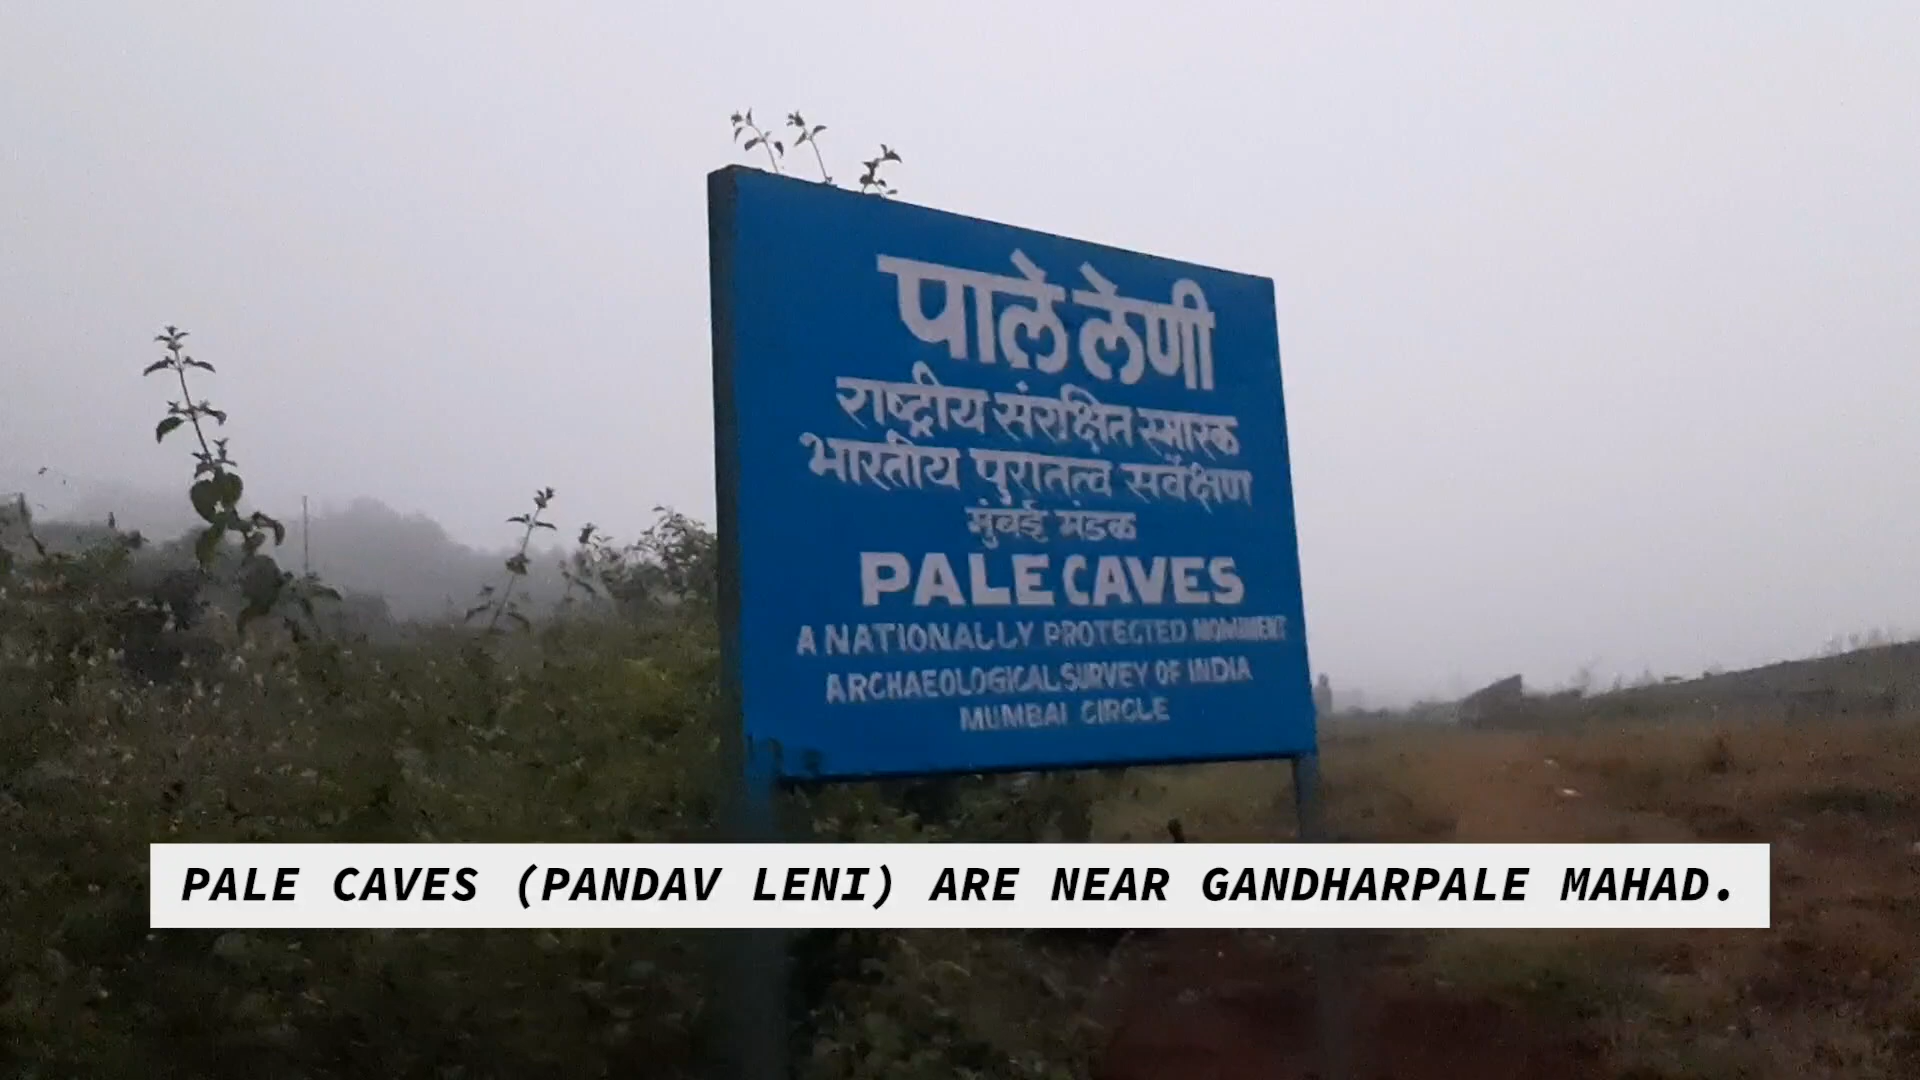 पाले लेणी
राष्ट्रीय संरक्षित स्मारक
भारतीय पुरातत्व सर्वेक्षण
मुंबई मंडळ
PALE CAVES
A NATIONALLY PROTECTED MONUMENT
ARCHAEOLOGICAL SURVEY OF INDIA
MUMBAI CIRCLE
PALE CAVES (PANDAV LENI) ARE NEAR GANDHARPALE MAHAD.